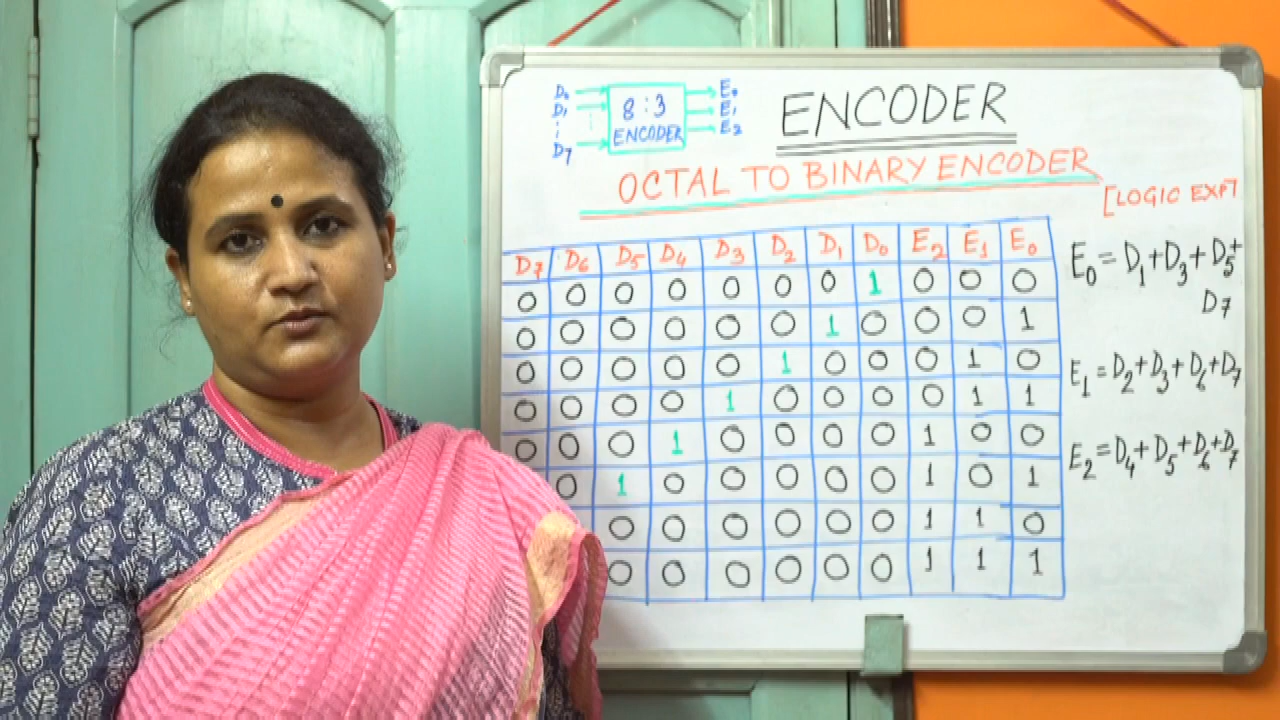 D0 8:3 E0
D1 ENCODER E1
D7 E2
ENCODER
OCTAL TO BINARY ENCODER
[LOGIC EXPT
D7 D6 D5 D4 D3 D2 D1 D0 E2 E1 E0
0 0 0 0 0 0 0 1 0 0 0
0 0 0 0 0 0 1 0 0 0 1
0 0 0 0 0 1 0 0 0 1 0
0 0 0 0 1 0 0 0 0 1 1
0 0 0 1 0 0 0 0 1 0 0
0 1 0 0 0 0 0 1 0 1
0 0 0 0 0 0 1 1 0
0 0 0 0 0 0 1 1 1
E0 = D1+D3+D5+
D7
E1 = D2+D3+D6+D7
E2 = D4+D5+D6+D7